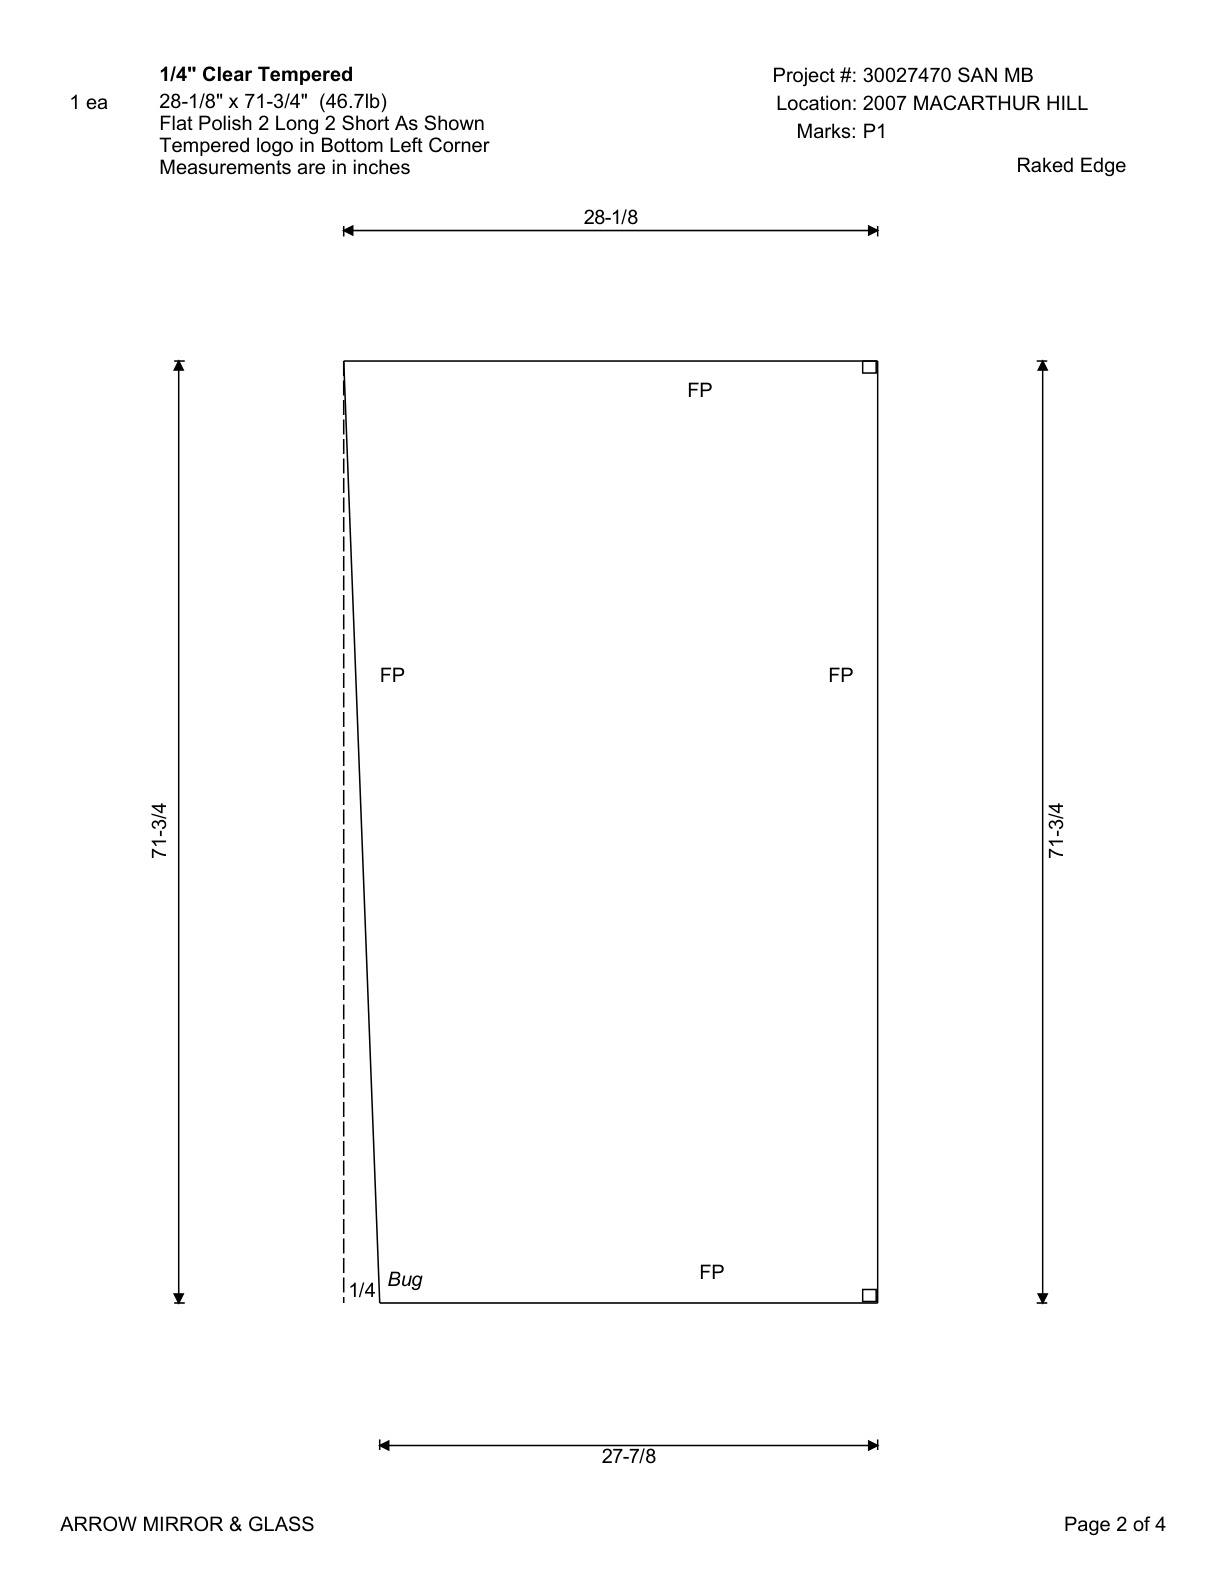 1/4" Clear Tempered
1 ea
28-1/8" x 71-3/4" (46.7lb)
Flat Polish 2 Long 2 Short As Shown
Tempered logo in Bottom Left Corner
Measurements are in inches
Project #: 30027470 SAN MB
Location: 2007 MACARTHUR HILL
Marks: P1
Raked Edge
28-1/8
FP
FP
FP
71-3/4
71-3/4
FP
Bug
1/4
27-7/8
ARROW MIRROR & GLASS
Page 2 of 4